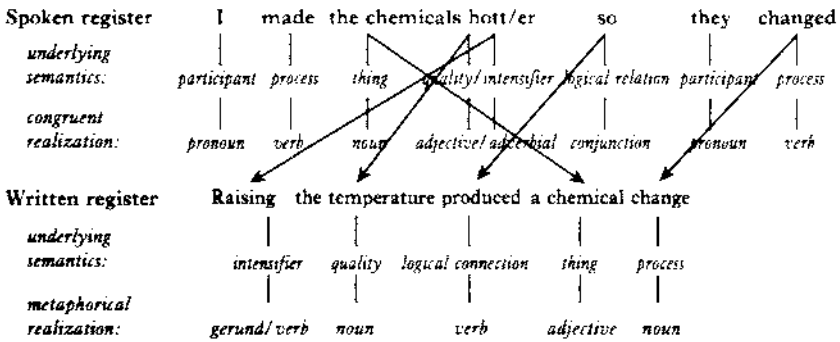 Spoken register I made the chemicals hott/er so they changed
underlying
semantics: participant process thing quality/intensifier logical relation participant process
congruent
realization: pronoun verb noun adjective/adverbial conjunction pronoun verb
Written register Raising the temperature produced a chemical change
underlying
semantics: intensifier quality logical connection thing process
metaphorical
realization: gerund/verb noun verb adjective noun